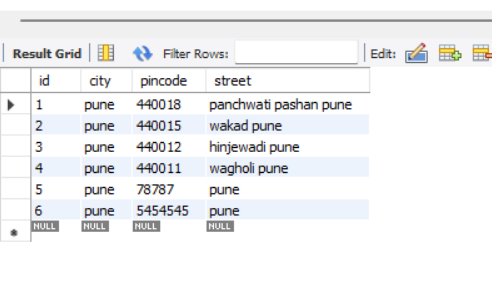 Result Grid Filter Rows: Edit:
id city pincode street
1 pune 440018 panchwati pashan pune
2 pune 440015 wakad pune
3 pune 440012 hinjewadi pune
4 pune 440011 wagholi pune
5 pune 78787 pune
6 pune 5454545 pune
NULL NULL NULL NULL